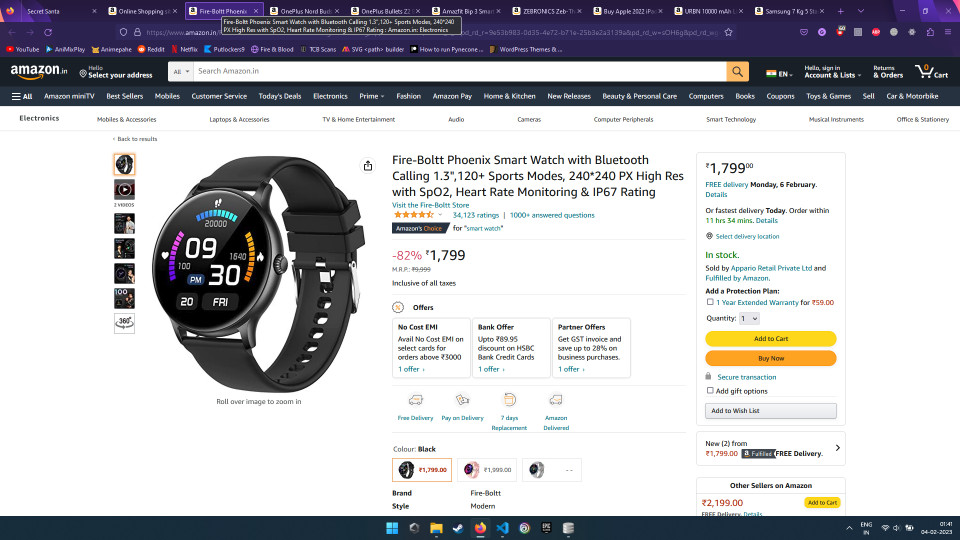 Secret Santa
Online Shopping s
Fire-Boltt Phoenix
OnePlus Nord Bud
OnePlus Bullets Z2
Amazfit Bip 3 Smart
ZEBRONICS Zeb-Th
Buy Apple 2022 iPa
URBN 10000 mAh L
Samsung 7 Kg 5 Sta
Fire-Boltt Phoenix Smart Watch with Bluetooth Calling 1.3",120+ Sports Modes, 240*240
PX High Res with SpO2, Heart Rate Monitoring & IP67 Rating : Amazon.in: Electronics
YouTube
AniMixPlay
Animepahe
Reddit
Netflix
Putlockers9
Fire & Blood
TCB Scans
SVG <path> builder
How to run Pynecone ...
WordPress Themes & ...
amazon.in
Hello
Select your address
All
Search Amazon.in
EN
Hello, sign in
Account & Lists
Returns
& Orders
0
Cart
All
Amazon miniTV
Best Sellers
Mobiles
Customer Service
Today's Deals
Electronics
Prime
Fashion
Amazon Pay
Home & Kitchen
New Releases
Beauty & Personal Care
Computers
Books
Coupons
Toys & Games
Sell
Car & Motorbike
Electronics
Mobiles & Accessories
Laptops & Accessories
TV & Home Entertainment
Audio
Cameras
Computer Peripherals
Smart Technology
Musical Instruments
Office & Stationery
‹ Back to results
2 VIDEOS
360°
20000
09
100
1640
PM
30
20
FRI
Roll over image to zoom in
Fire-Boltt Phoenix Smart Watch with Bluetooth
Calling 1.3",120+ Sports Modes, 240*240 PX High Res
with SpO2, Heart Rate Monitoring & IP67 Rating
Visit the Fire-Boltt Store
34,123 ratings | 1000+ answered questions
Amazon's Choice for "smart watch"
-82% ₹1,799
M.R.P.: ₹9,999
Inclusive of all taxes
Offers
No Cost EMI
Avail No Cost EMI on
select cards for
orders above ₹3000
1 offer ›
Bank Offer
Upto ₹89.95
discount on HSBC
Bank Credit Cards
1 offer ›
Partner Offers
Get GST invoice and
save up to 28% on
business purchases.
1 offer ›
Free Delivery
Pay on Delivery
7 days
Replacement
Amazon
Delivered
Colour: Black
₹1,799.00
₹1,999.00
--
Brand Fire-Boltt
Style Modern
₹1,799.00
FREE delivery Monday, 6 February.
Details
Or fastest delivery Today. Order within
11 hrs 34 mins. Details
Select delivery location
In stock.
Sold by Appario Retail Private Ltd and
Fulfilled by Amazon.
Add a Protection Plan:
1 Year Extended Warranty for ₹59.00
Quantity: 1
Add to Cart
Buy Now
Secure transaction
Add gift options
Add to Wish List
New (2) from
₹1,799.00 Fulfilled FREE Delivery.
Other Sellers on Amazon
₹2,199.00
Add to Cart
FREE Delivery. Details
ENG
IN
01:41
04-02-2023